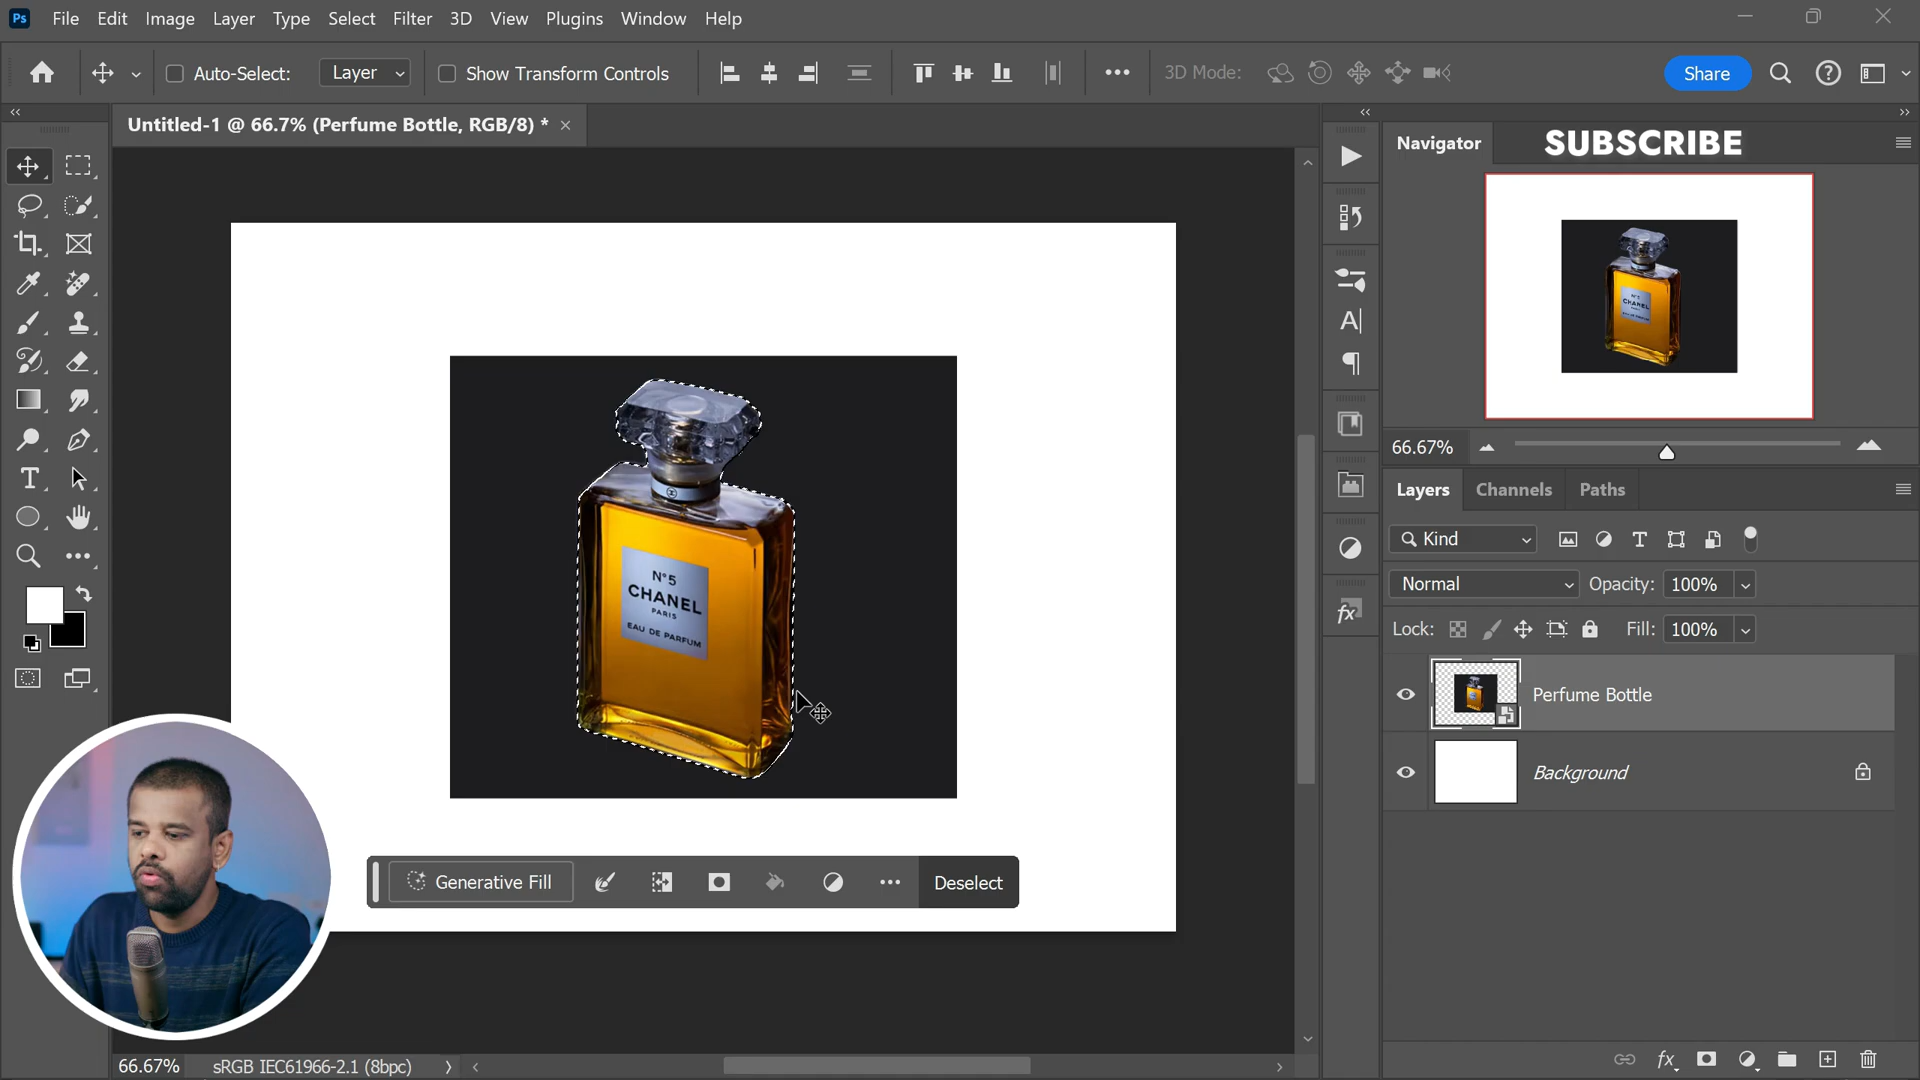 Ps File Edit Image Layer Type Select Filter 3D View Plugins Window Help
Auto-Select: Layer Show Transform Controls 3D Mode: Share
Untitled-1 @ 66.7% (Perfume Bottle, RGB/8) *
Navigator SUBSCRIBE
66.67%
Layers Channels Paths
Kind
Normal Opacity: 100%
Lock: Fill: 100%
Perfume Bottle
Background
N°5
CHANEL
PARIS
EAU DE PARFUM
Generative Fill Deselect
66.67% sRGB IEC61966-2.1 (8bpc)